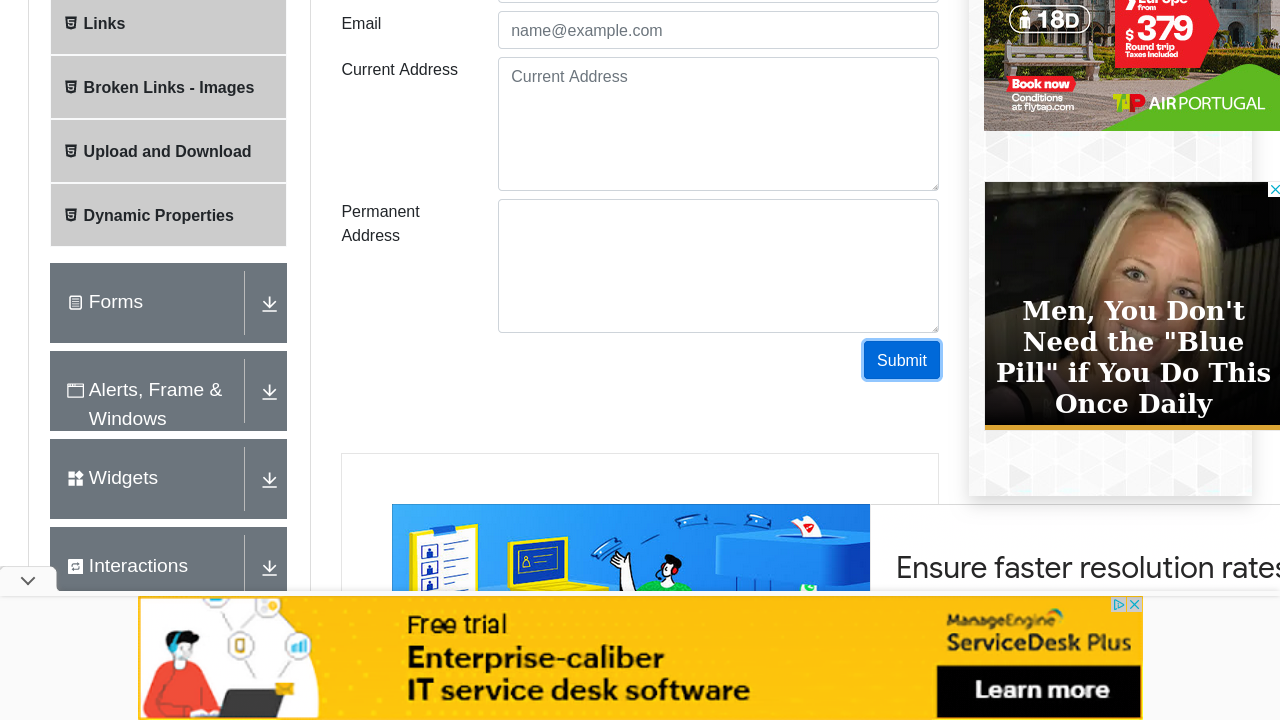 Links
Broken Links - Images
Upload and Download
Dynamic Properties
Forms
Alerts, Frame &
Windows
Widgets
Interactions
Email
name@example.com
Current Address
Current Address
Permanent
Address
Submit
Europe
from
18D
$379
Round trip
Taxes Included
Book now
Conditions
at flytap.com
TAP AIR PORTUGAL
Men, You Don't
Need the "Blue
Pill" if You Do This
Once Daily
Ensure faster resolution rates
Free trial
Enterprise-caliber
IT service desk software
ManageEngine
ServiceDesk Plus
Learn more